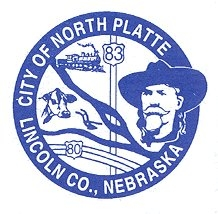 CITY OF NORTH PLATTE
83
80
LINCOLN CO., NEBRASKA